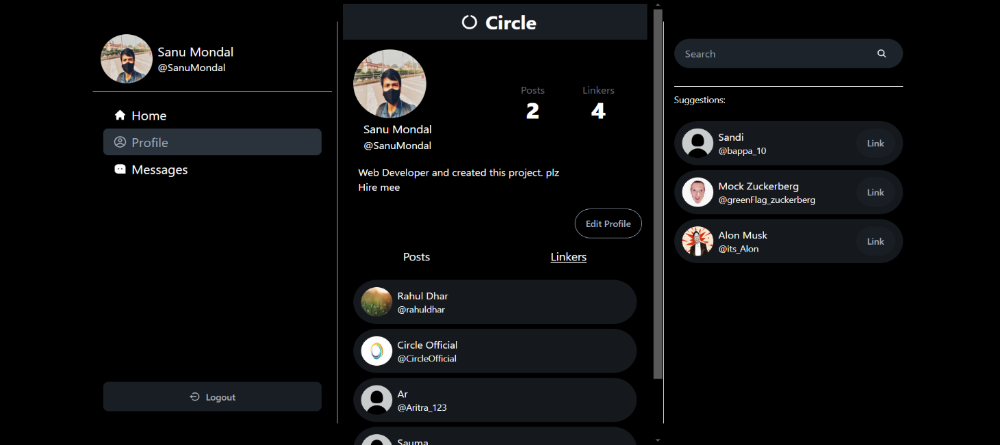 Sanu Mondal
@SanuMondal
Home
Profile
Messages
Logout
Circle
Posts
2
Linkers
4
Sanu Mondal
@SanuMondal
Web Developer and created this project. plz
Hire mee
Edit Profile
Posts
Linkers
Rahul Dhar
@rahuldhar
Circle Official
@CircleOfficial
Ar
@Aritra_123
Sauma
Search
Suggestions:
Sandi
@bappa_10
Link
Mock Zuckerberg
@greenFlag_zuckerberg
Link
Alon Musk
@its_Alon
Link